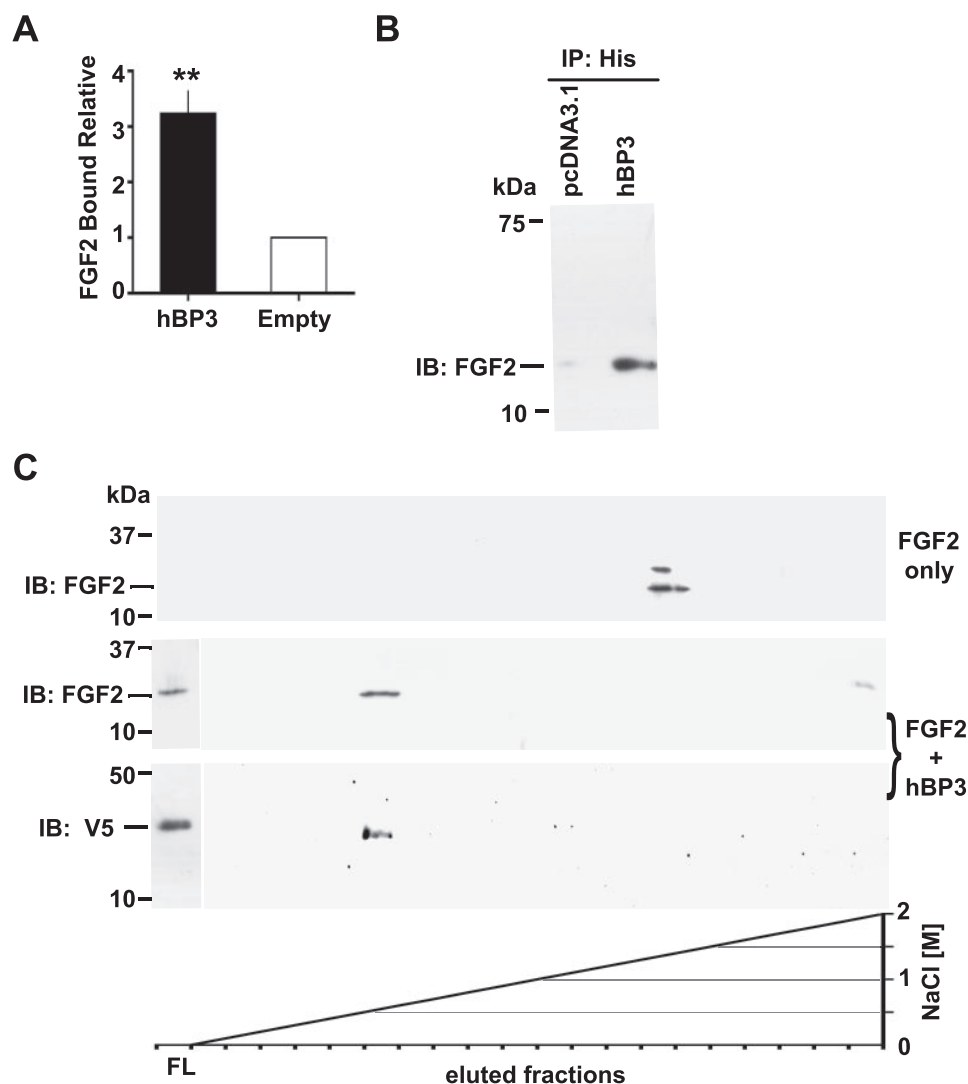 A
FGF2 Bound Relative
4
3
2
1
0
**
hBP3
Empty
B
IP: His
pcDNA3.1
hBP3
kDa
75
IB: FGF2
10
C
kDa
37
IB: FGF2
10
FGF2
only
37
IB: FGF2
10
50
IB: V5
10
FGF2
+
hBP3
2
1
0
NaCl [M]
FL
eluted fractions